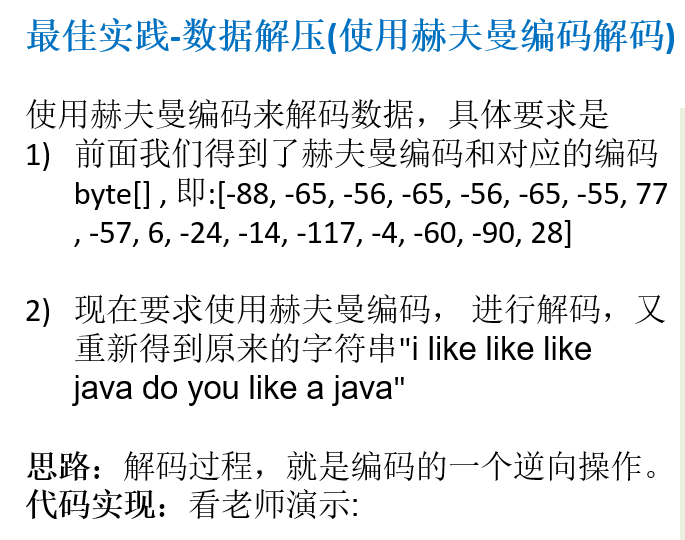 最佳实践-数据解压(使用赫夫曼编码解码)
使用赫夫曼编码来解码数据，具体要求是
1) 前面我们得到了赫夫曼编码和对应的编码
byte[] , 即:[-88, -65, -56, -65, -56, -65, -55, 77
, -57, 6, -24, -14, -117, -4, -60, -90, 28]
2) 现在要求使用赫夫曼编码， 进行解码，又
重新得到原来的字符串"i like like like
java do you like a java"
思路：解码过程，就是编码的一个逆向操作。
代码实现：看老师演示: